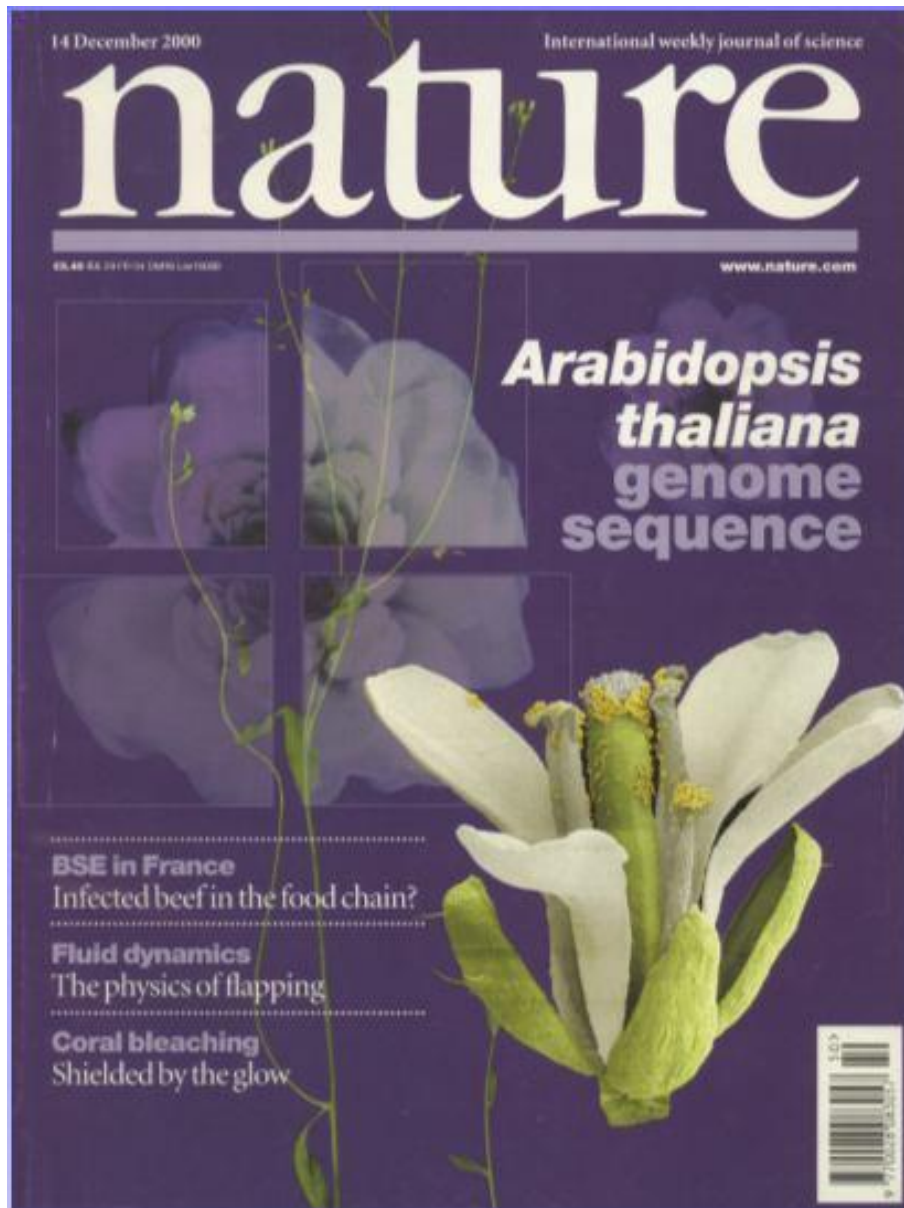 14 December 2000
International weekly journal of science
nature
www.nature.com
Arabidopsis
thaliana
genome
sequence
BSE in France
Infected beef in the food chain?
Fluid dynamics
The physics of flapping
Coral bleaching
Shielded by the glow
50>